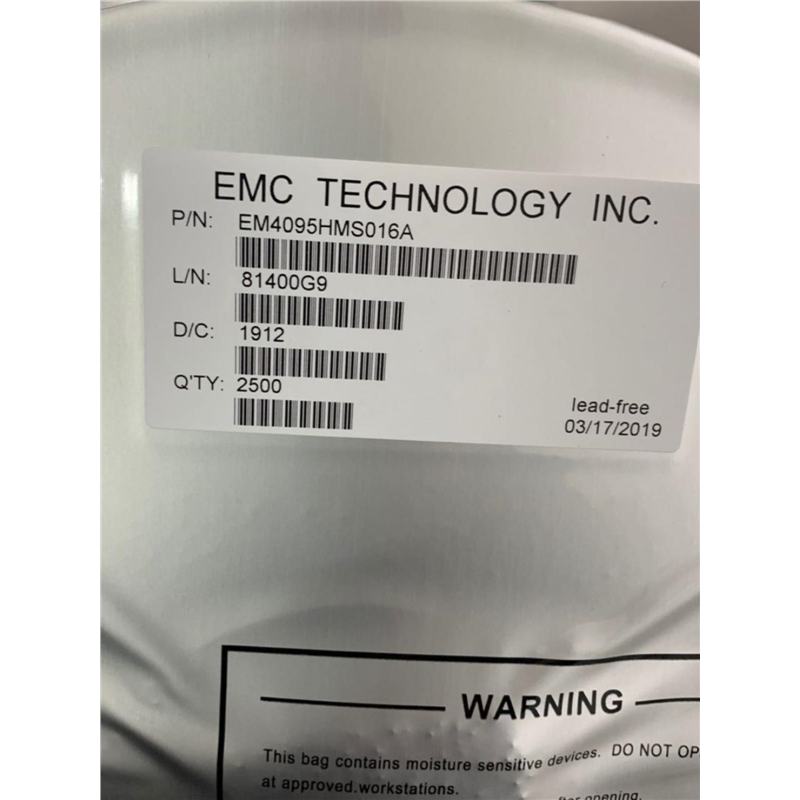 EMC TECHNOLOGY INC.
P/N: EM4095HMS016A
L/N: 81400G9
D/C: 1912
Q'TY: 2500
lead-free
03/17/2019
WARNING
This bag contains moisture sensitive devices. DO NOT OP
at approved.workstations.
opening.